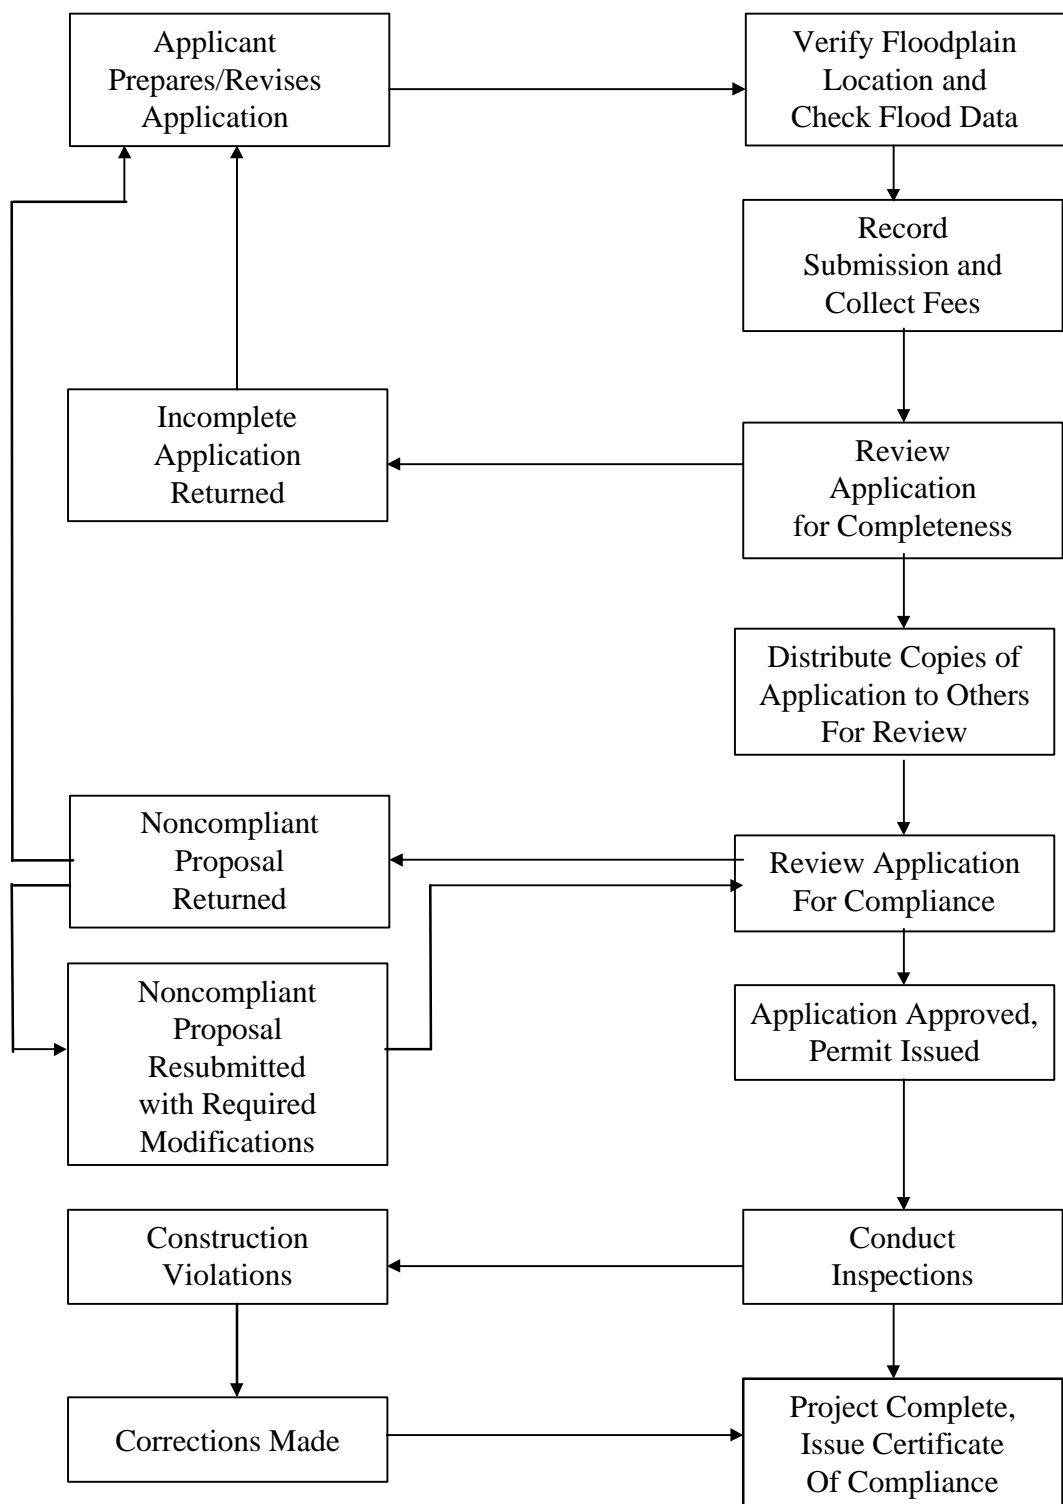 Applicant
Prepares/Revises
Application
Verify Floodplain
Location and
Check Flood Data
Record
Submission and
Collect Fees
Incomplete
Application
Returned
Review
Application
for Completeness
Distribute Copies of
Application to Others
For Review
Noncompliant
Proposal
Returned
Review Application
For Compliance
Noncompliant
Proposal
Resubmitted
with Required
Modifications
Application Approved,
Permit Issued
Construction
Violations
Conduct
Inspections
Corrections Made
Project Complete,
Issue Certificate
Of Compliance